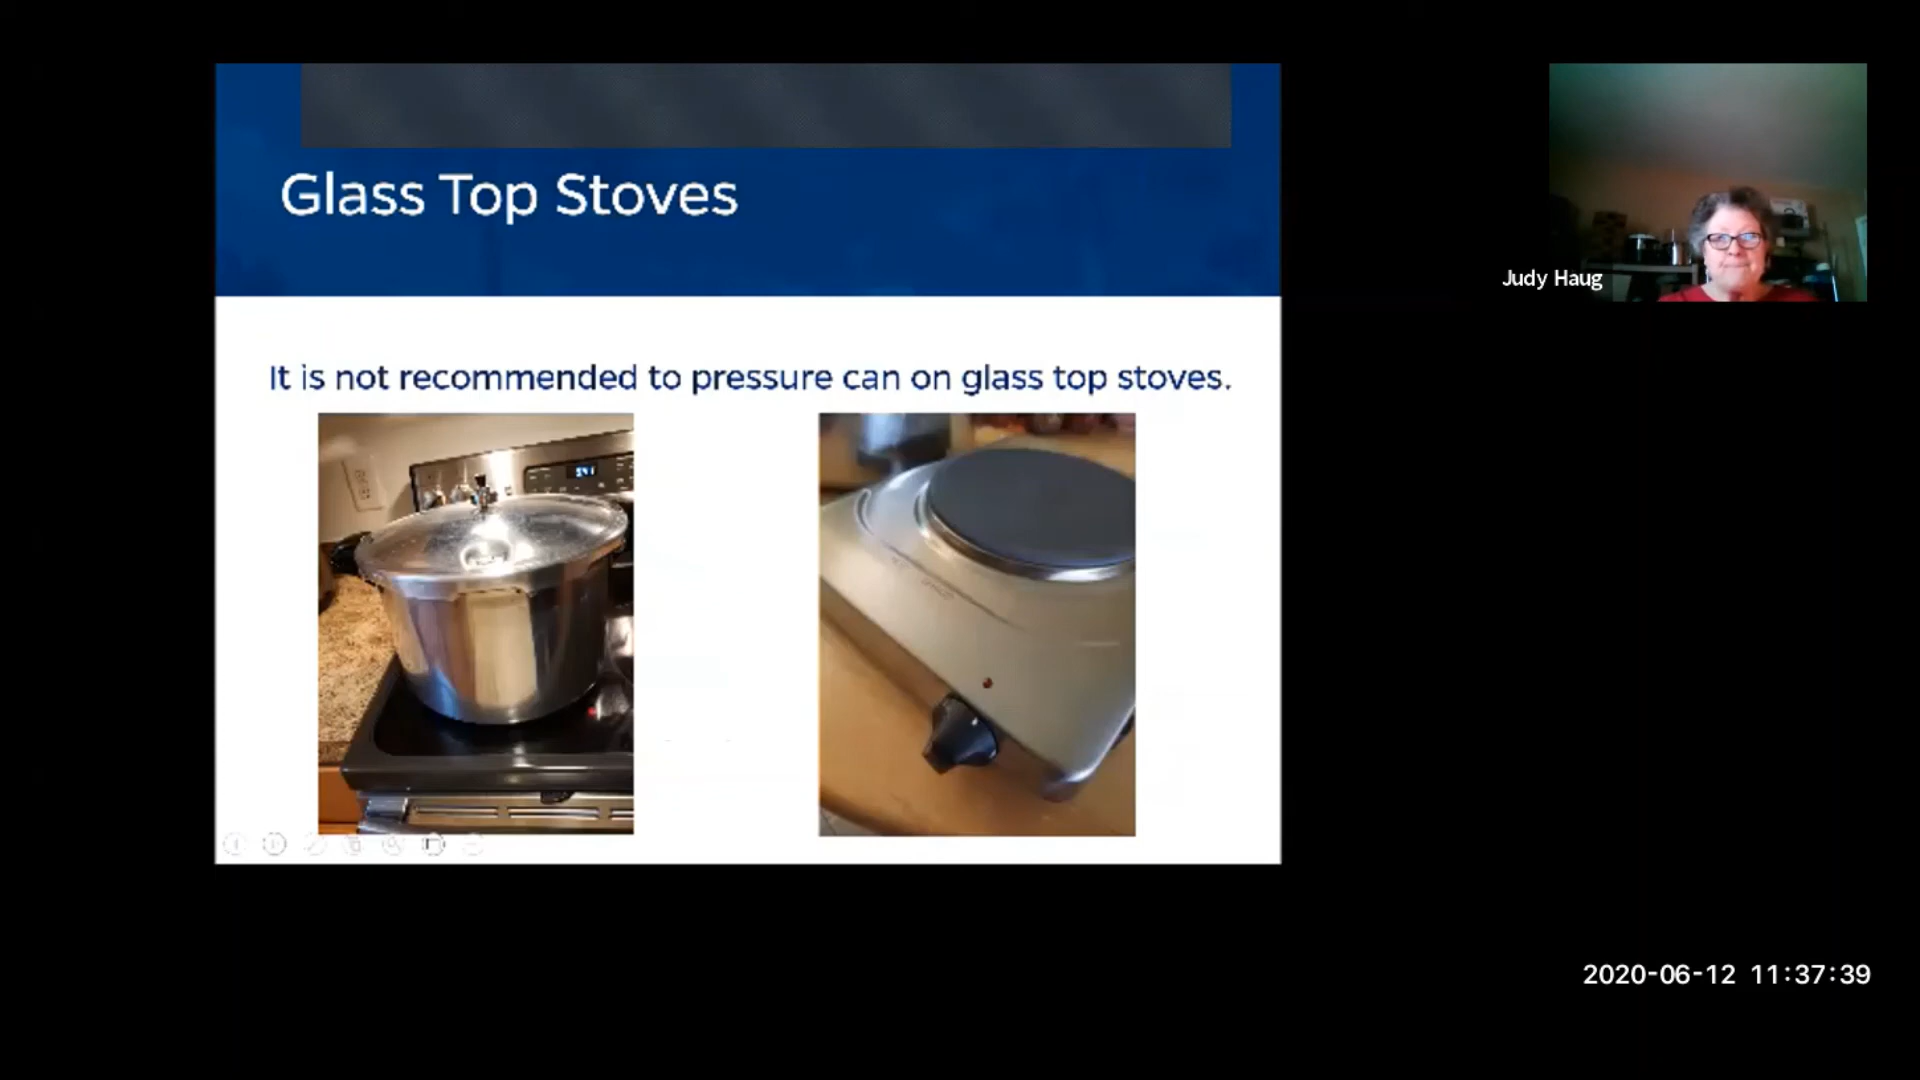 Glass Top Stoves
It is not recommended to pressure can on glass top stoves.
Judy Haug
2020-06-12 11:37:39